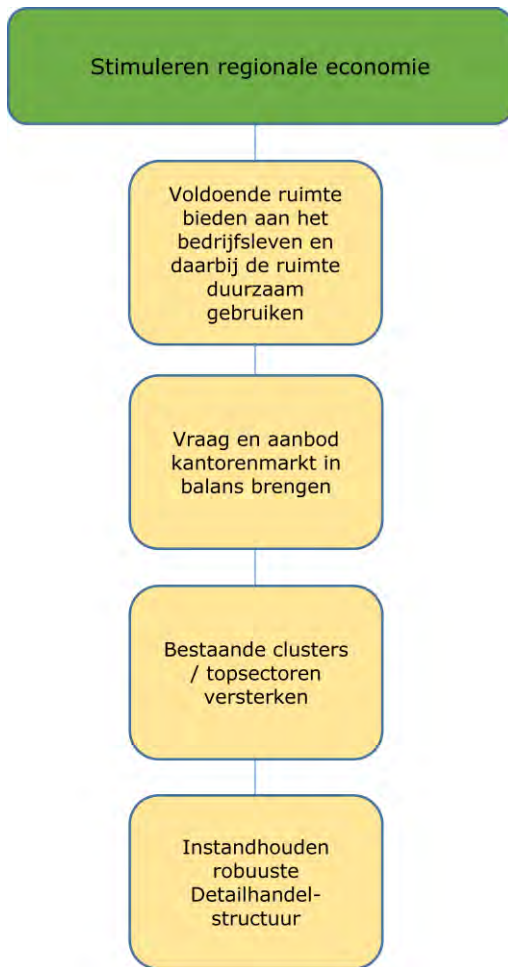 Stimuleren regionale economie
Voldoende ruimte
bieden aan het
bedrijfsleven en
daarbij de ruimte
duurzaam
gebruiken
Vraag en aanbod
kantorenmarkt in
balans brengen
Bestaande clusters
/ topsectoren
versterken
Instandhouden
robuuste
Detailhandel-
structuur